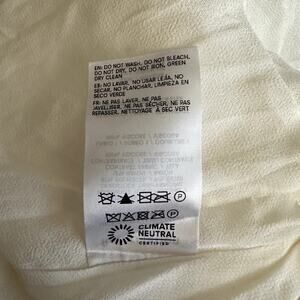 EN: DO NOT WASH, DO NOT BLEACH,
DO NOT DRY, DO NOT IRON, GREEN
DRY CLEAN
EB: NO LAVAR, NO USAR LEJÍA, NO
SECAR, NO PLANCHAR, LIMPIEZA EN
SECO VERDE
FR: NE PAS LAVER, NE PAS
JAVELLISER, NE PAS SÉCHER, NE PAS
REPASSER, NETTOYAGE À SEC VERT
P
P
CLIMATE
NEUTRAL
CERTIFIED